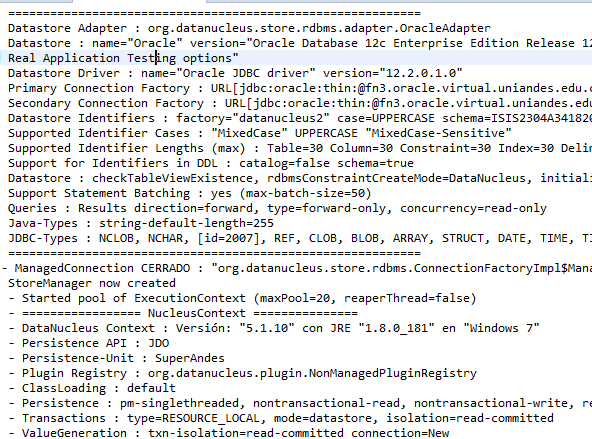 ======================================================
Datastore Adapter : org.datanucleus.store.rdbms.adapter.OracleAdapter
Datastore : name="Oracle" version="Oracle Database 12c Enterprise Edition Release 12
Real Application Testing options"
Datastore Driver : name="Oracle JDBC driver" version="12.2.0.1.0"
Primary Connection Factory : URL[jdbc:oracle:thin:@fn3.oracle.virtual.uniandes.edu.c
Secondary Connection Factory : URL[jdbc:oracle:thin:@fn3.oracle.virtual.uniandes.edu
Datastore Identifiers : factory="datanucleus2" case=UPPERCASE schema=ISIS2304A341820
Supported Identifier Cases : "MixedCase" UPPERCASE "MixedCase-Sensitive"
Supported Identifier Lengths (max) : Table=30 Column=30 Constraint=30 Index=30 Delim
Support for Identifiers in DDL : catalog=false schema=true
Datastore : checkTableViewExistence, rdbmsConstraintCreateMode=DataNucleus, initiali
Support Statement Batching : yes (max-batch-size=50)
Queries : Results direction=forward, type=forward-only, concurrency=read-only
Java-Types : string-default-length=255
JDBC-Types : NCLOB, NCHAR, [id=2007], REF, CLOB, BLOB, ARRAY, STRUCT, DATE, TIME, TI
======================================================
- ManagedConnection CERRADO : "org.datanucleus.store.rdbms.ConnectionFactoryImpl$Mana
StoreManager now created
- Started pool of ExecutionContext (maxPool=20, reaperThread=false)
- ================= NucleusContext ===============
- DataNucleus Context : Versión: "5.1.10" con JRE "1.8.0_181" en "Windows 7"
- Persistence API : JDO
- Persistence-Unit : SuperAndes
- Plugin Registry : org.datanucleus.plugin.NonManagedPluginRegistry
- ClassLoading : default
- Persistence : pm-singlethreaded, nontransactional-read, nontransactional-write, re
- Transactions : type=RESOURCE_LOCAL, mode=datastore, isolation=read-committed
- ValueGeneration : txn-isolation=read-committed connection=New